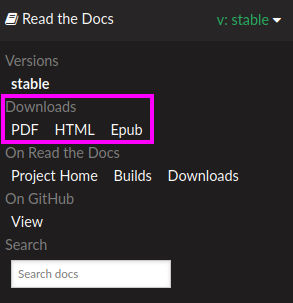 Read the Docs v: stable
Versions
stable
Downloads
PDF HTML Epub
On Read the Docs
Project Home Builds Downloads
On GitHub
View
Search
Search docs